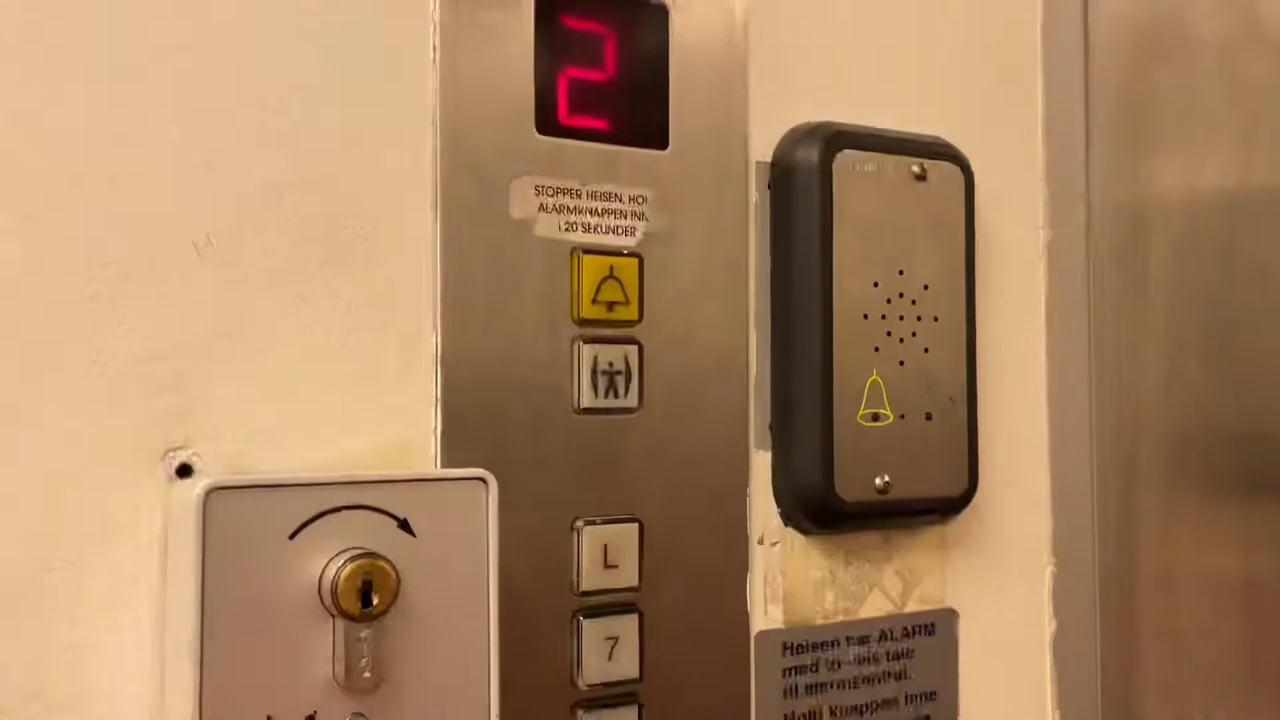 2
STOPPER HEISEN, HOL
ALARMKNAPPEN INN
I 20 SEKUNDER
L
7
Heisen har ALARM
med to-veis tale
til alarmsentral.
Hold knappen inne